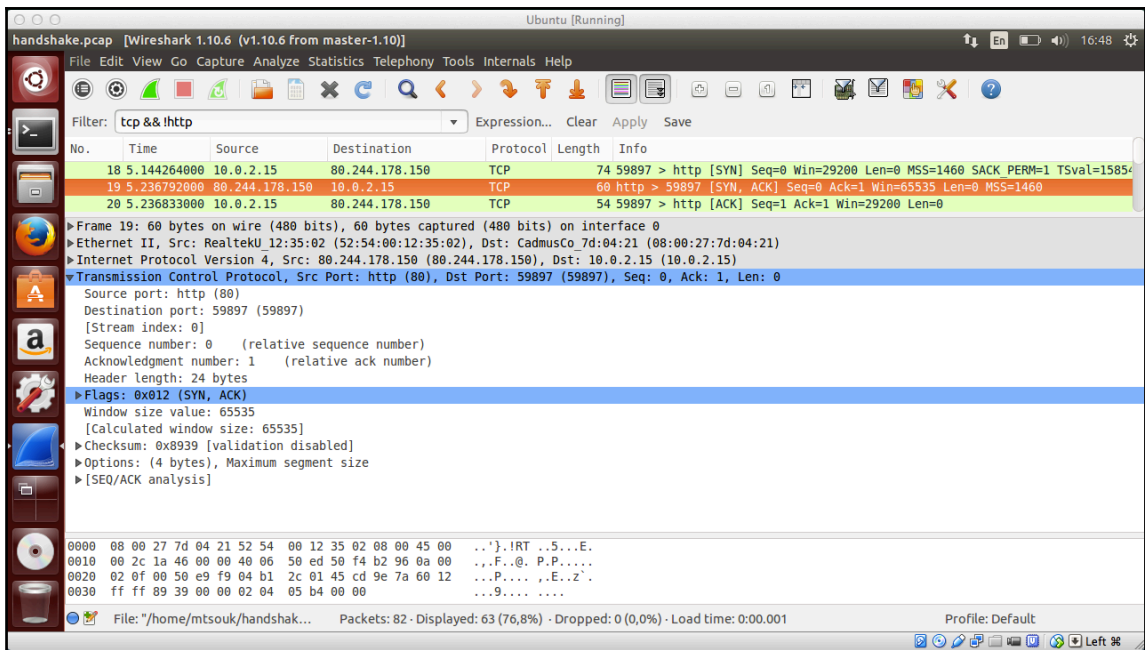 Ubuntu [Running]
handshake.pcap [Wireshark 1.10.6 (v1.10.6 from master-1.10)]
En
16:48
File Edit View Go Capture Analyze Statistics Telephony Tools Internals Help
Filter: tcp && !http Expression... Clear Apply Save
No. Time Source Destination Protocol Length Info
18 5.144264000 10.0.2.15 80.244.178.150 TCP 74 59897 > http [SYN] Seq=0 Win=29200 Len=0 MSS=1460 SACK_PERM=1 TSval=15854
19 5.236792000 80.244.178.150 10.0.2.15 TCP 60 http > 59897 [SYN, ACK] Seq=0 Ack=1 Win=65535 Len=0 MSS=1460
20 5.236833000 10.0.2.15 80.244.178.150 TCP 54 59897 > http [ACK] Seq=1 Ack=1 Win=29200 Len=0
Frame 19: 60 bytes on wire (480 bits), 60 bytes captured (480 bits) on interface 0
Ethernet II, Src: RealtekU_12:35:02 (52:54:00:12:35:02), Dst: CadmusCo_7d:04:21 (08:00:27:7d:04:21)
Internet Protocol Version 4, Src: 80.244.178.150 (80.244.178.150), Dst: 10.0.2.15 (10.0.2.15)
Transmission Control Protocol, Src Port: http (80), Dst Port: 59897 (59897), Seq: 0, Ack: 1, Len: 0
Source port: http (80)
Destination port: 59897 (59897)
[Stream index: 0]
Sequence number: 0 (relative sequence number)
Acknowledgment number: 1 (relative ack number)
Header length: 24 bytes
Flags: 0x012 (SYN, ACK)
Window size value: 65535
[Calculated window size: 65535]
Checksum: 0x8939 [validation disabled]
Options: (4 bytes), Maximum segment size
[SEQ/ACK analysis]
0000 08 00 27 7d 04 21 52 54 00 12 35 02 08 00 45 00 ..'}.!RT ..5...E.
0010 00 2c 1a 46 00 00 40 06 50 ed 50 f4 b2 96 0a 00 .,.F..@. P.P.....
0020 02 0f 00 50 e9 f9 04 b1 2c 01 45 cd 9e 7a 60 12 ...P.... ,.E..z`.
0030 ff ff 89 39 00 00 02 04 05 b4 00 00 ...9.... ....
File: "/home/mtsouk/handshak... Packets: 82 · Displayed: 63 (76,8%) · Dropped: 0 (0,0%) · Load time: 0:00.001 Profile: Default
Left ⌘